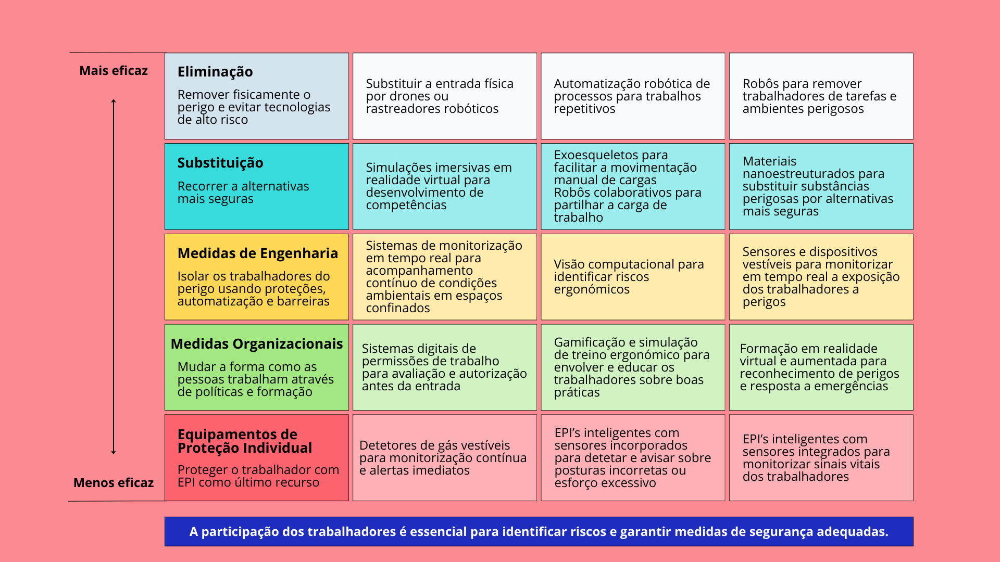 Mais eficaz
Eliminação
Remover fisicamente o
perigo e evitar tecnologias
de alto risco
Substituir a entrada física
por drones ou
rastreadores robóticos
Automatização robótica de
processos para trabalhos
repetitivos
Robôs para remover
trabalhadores de tarefas e
ambientes perigosos
Substituição
Recorrer a alternativas
mais seguras
Simulações imersivas em
realidade virtual para
desenvolvimento de
competências
Exoesqueletos para
facilitar a movimentação
manual de cargas
Robôs colaborativos para
partilhar a carga de
trabalho
Materiais
nanoestreuturados para
substituir substâncias
perigosas por alternativas
mais seguras
Medidas de Engenharia
Isolar os trabalhadores do
perigo usando proteções,
automatização e barreiras
Sistemas de monitorização
em tempo real para
acompanhamento
contínuo de condições
ambientais em espaços
confinados
Visão computacional para
identificar riscos
ergonómicos
Sensores e dispositivos
vestíveis para monitorizar
em tempo real a exposição
dos trabalhadores a
perigos
Medidas Organizacionais
Mudar a forma como as
pessoas trabalham através
de políticas e formação
Sistemas digitais de
permissões de trabalho
para avaliação e autorização
antes da entrada
Gamificação e simulação
de treino ergonómico para
envolver e educar os
trabalhadores sobre boas
práticas
Formação em realidade
virtual e aumentada para
reconhecimento de perigos
e resposta a emergências
Equipamentos de
Proteção Individual
Proteger o trabalhador com
EPI como último recurso
Detetores de gás vestíveis
para monitorização contínua
e alertas imediatos
EPI’s inteligentes com
sensores incorporados
para detetar e avisar sobre
posturas incorretas ou
esforço excessivo
EPI’s inteligentes com
sensores integrados para
monitorizar sinais vitais
dos trabalhadores
Menos eficaz
A participação dos trabalhadores é essencial para identificar riscos e garantir medidas de segurança adequadas.